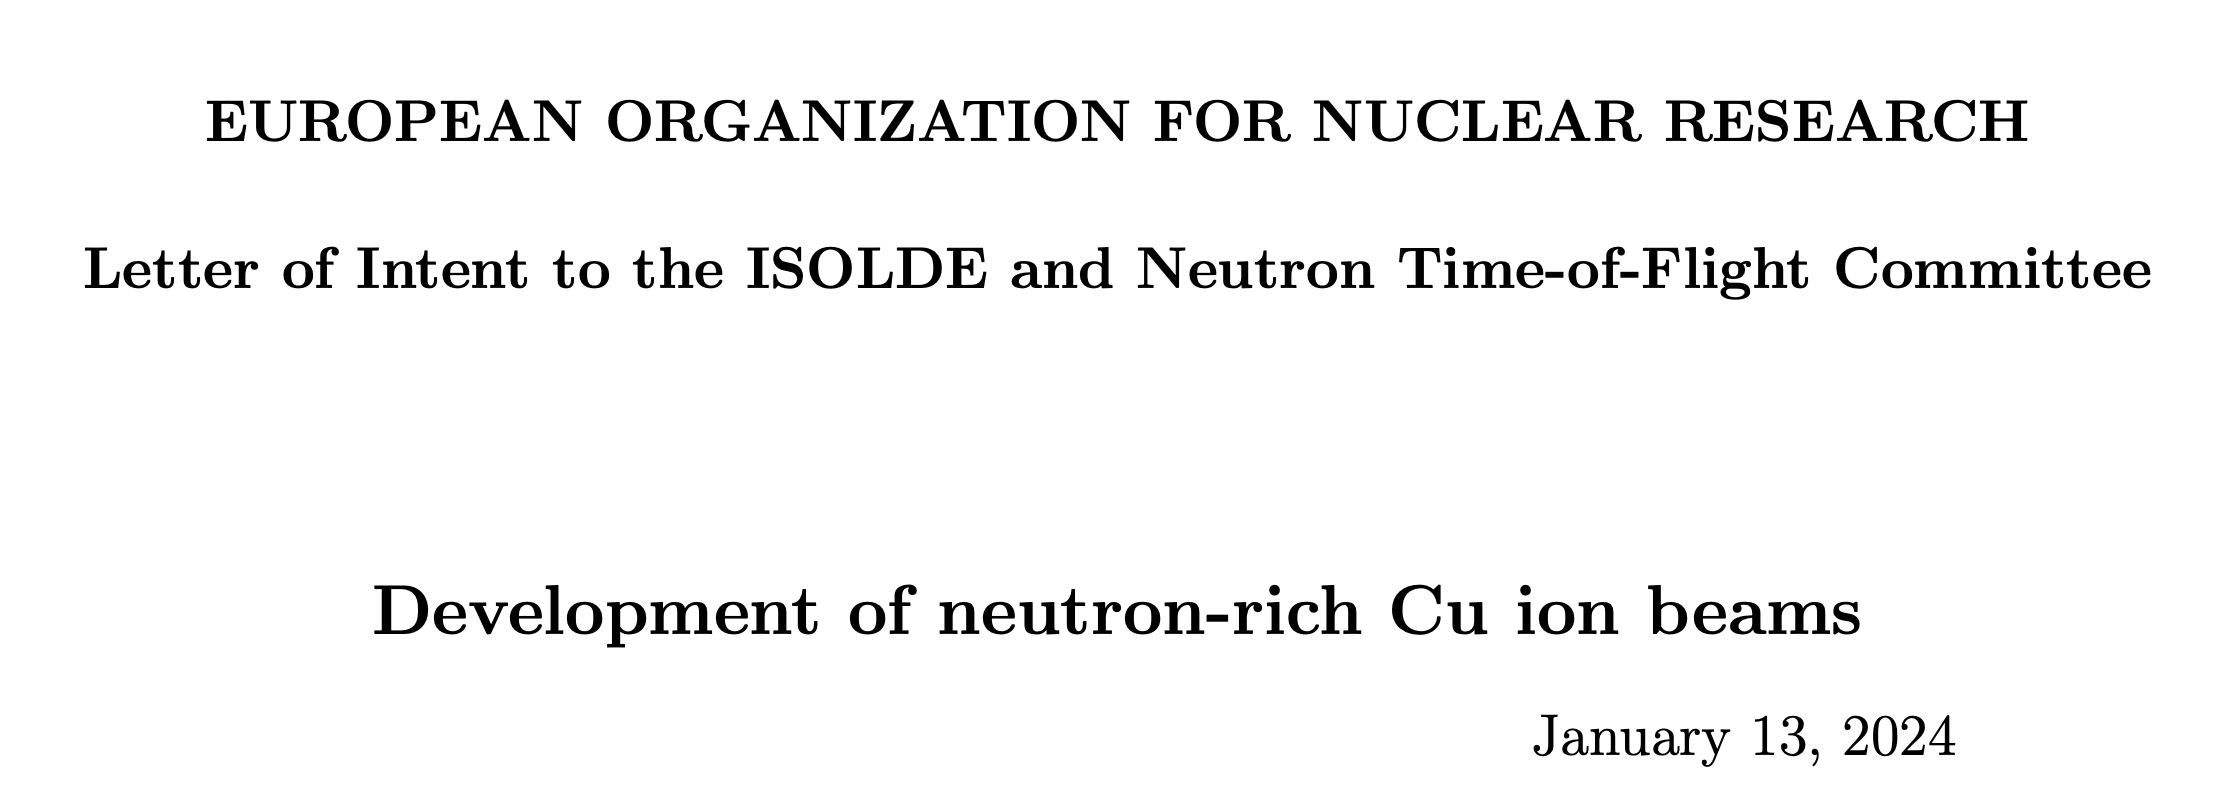 EUROPEAN ORGANIZATION FOR NUCLEAR RESEARCH
Letter of Intent to the ISOLDE and Neutron Time-of-Flight Committee
Development of neutron-rich Cu ion beams
January 13, 2024